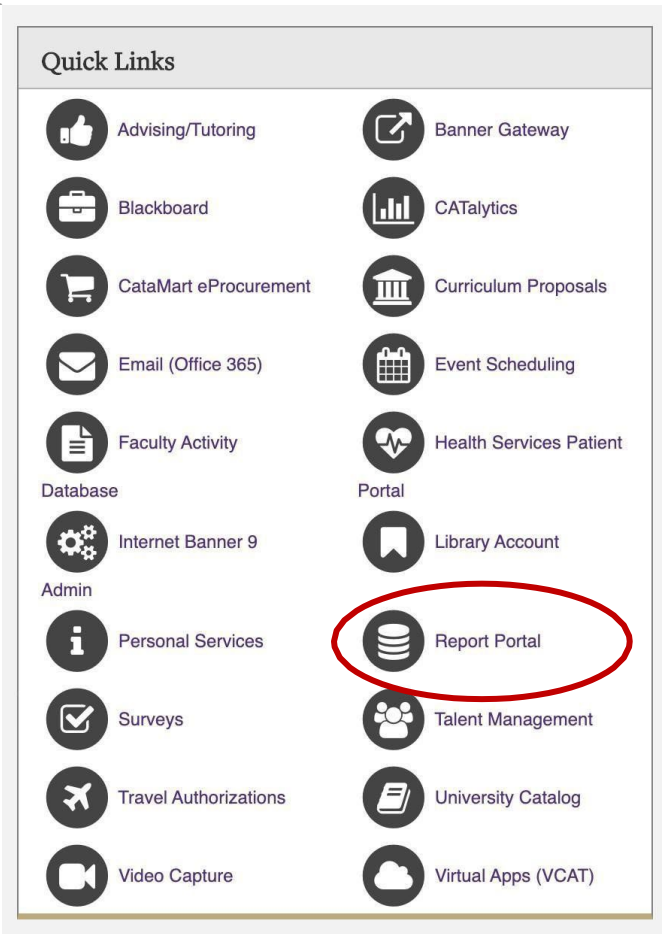 Quick Links
Advising/Tutoring
Banner Gateway
Blackboard
CATalytics
CataMart eProcurement
Curriculum Proposals
Email (Office 365)
Event Scheduling
Faculty Activity
Database
Health Services Patient
Portal
Internet Banner 9
Admin
Library Account
Personal Services
Report Portal
Surveys
Talent Management
Travel Authorizations
University Catalog
Video Capture
Virtual Apps (VCAT)